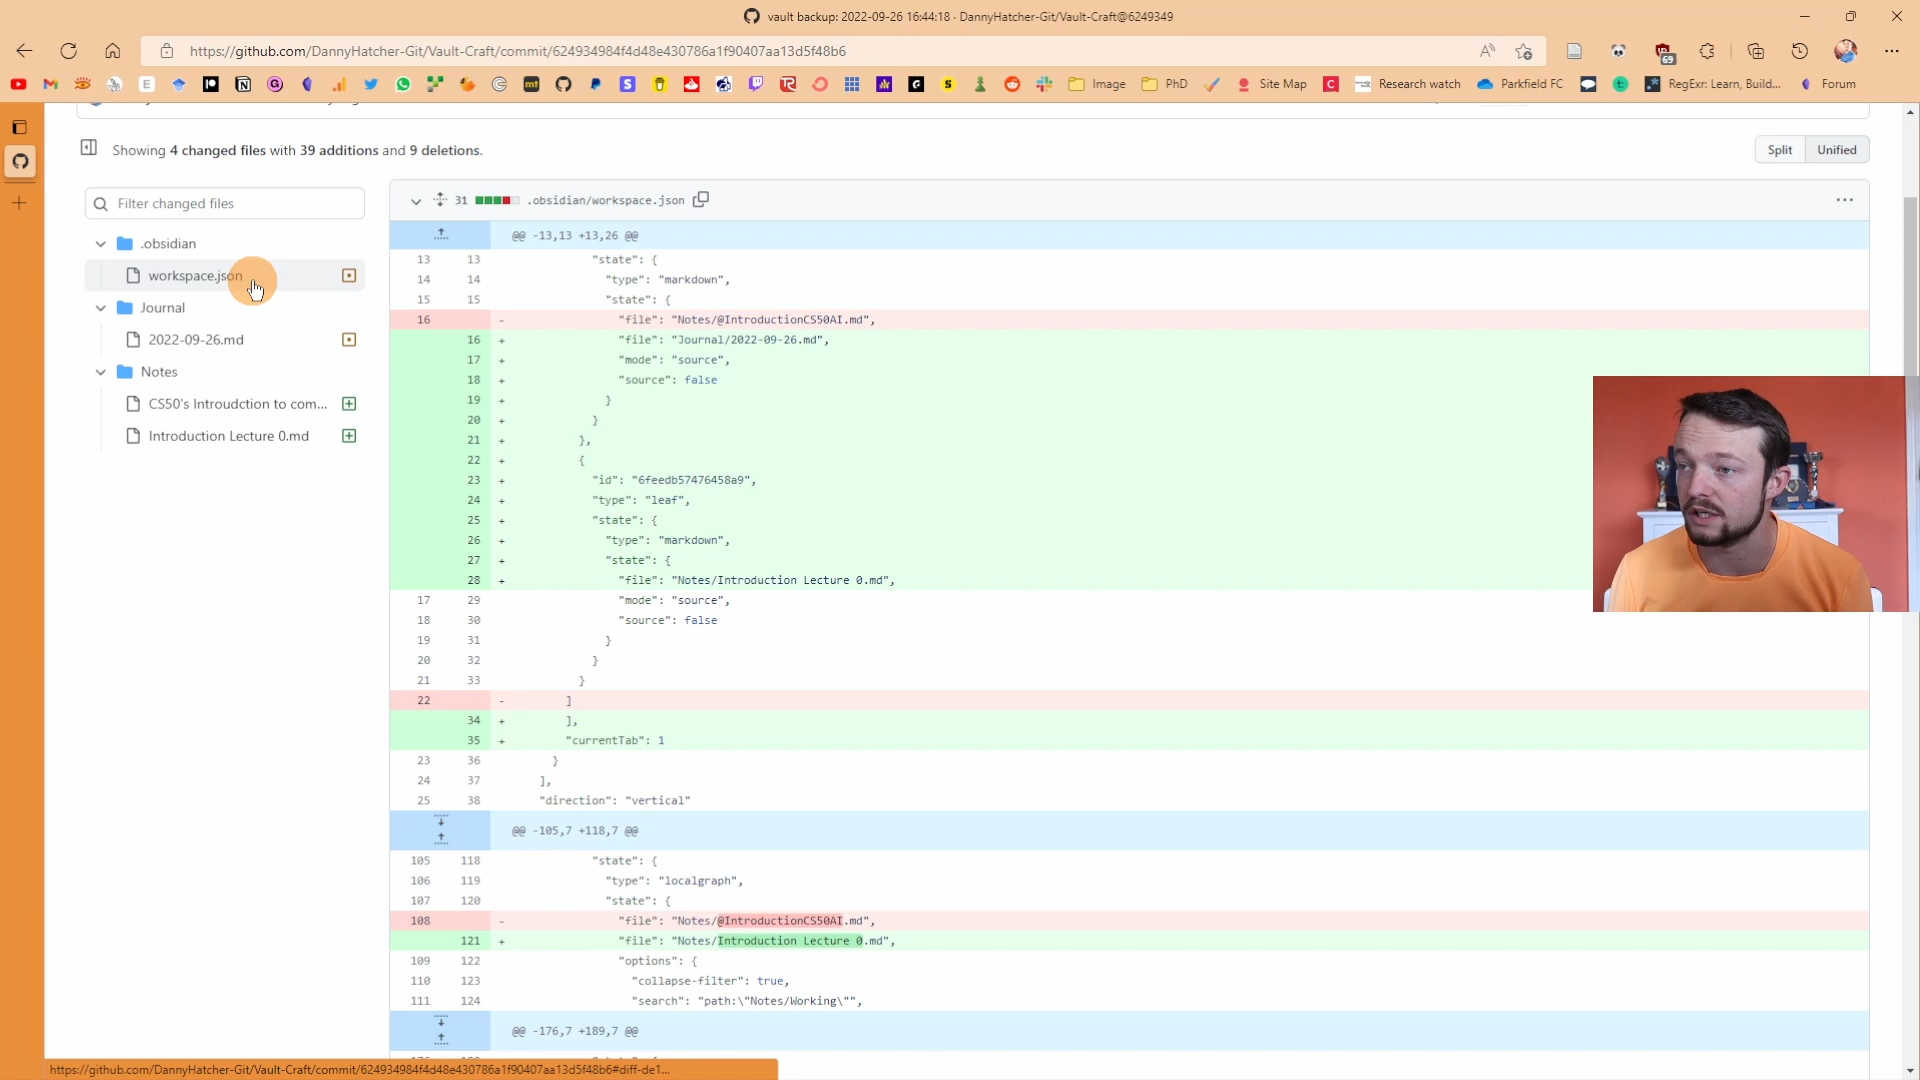 vault backup: 2022-09-26 16:44:18 · DannyHatcher-Git/Vault-Craft@6249349
https://github.com/DannyHatcher-Git/Vault-Craft/commit/624934984f4d48e430786a1f90407aa13d5f48b6
69
Image
PhD
Site Map
Research watch
Parkfield FC
RegExr: Learn, Build...
Forum
Showing 4 changed files with 39 additions and 9 deletions.
Split
Unified
Filter changed files
.obsidian
workspace.json
Journal
2022-09-26.md
Notes
CS50's Introudction to com...
Introduction Lecture 0.md
31 .obsidian/workspace.json
@@ -13,13 +13,26 @@
13 13 "state": {
14 14 "type": "markdown",
15 15 "state": {
16 - "file": "Notes/@IntroductionCS50AI.md",
16 + "file": "Journal/2022-09-26.md",
17 + "mode": "source",
18 + "source": false
19 + }
20 + }
21 + },
22 + {
23 + "id": "6feedb57476458a9",
24 + "type": "leaf",
25 + "state": {
26 + "type": "markdown",
27 + "state": {
28 + "file": "Notes/Introduction Lecture 0.md",
17 29 "mode": "source",
18 30 "source": false
19 31 }
20 32 }
21 33 }
22 - ]
34 + ],
35 + "currentTab": 1
23 36 }
24 37 ],
25 38 "direction": "vertical"
@@ -105,7 +118,7 @@
105 118 "state": {
106 119 "type": "localgraph",
107 120 "state": {
108 - "file": "Notes/@IntroductionCS50AI.md",
121 + "file": "Notes/Introduction Lecture 0.md",
109 122 "options": {
110 123 "collapse-filter": true,
111 124 "search": "path:\"Notes/Working\"",
@@ -176,7 +189,7 @@
https://github.com/DannyHatcher-Git/Vault-Craft/commit/624934984f4d48e430786a1f90407aa13d5f48b6#diff-de1...